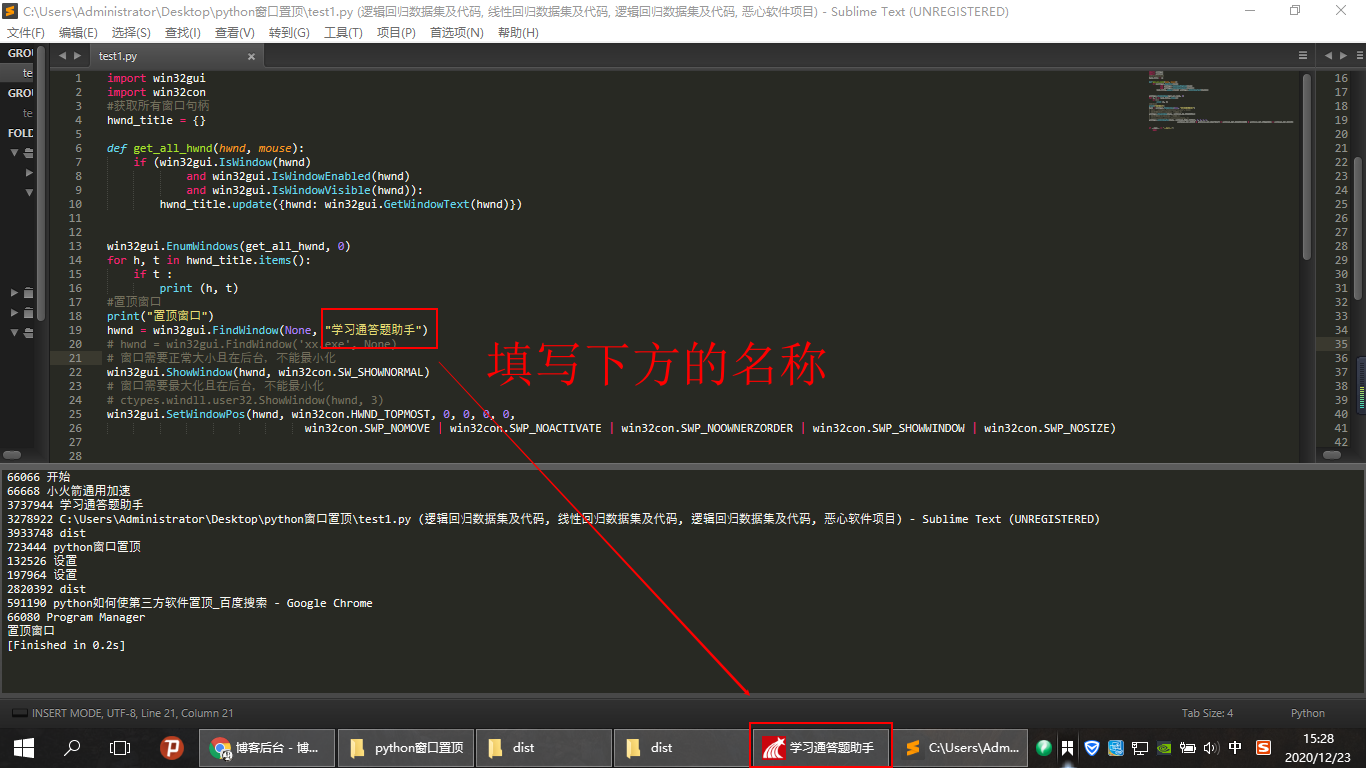 C:\Users\Administrator\Desktop\python窗口置顶\test1.py (逻辑回归数据集及代码, 线性回归数据集及代码, 逻辑回归数据集及代码, 恶心软件项目) - Sublime Text (UNREGISTERED)
文件(F) 编辑(E) 选择(S) 查找(I) 查看(V) 转到(G) 工具(T) 项目(P) 首选项(N) 帮助(H)
GROU
te
GROU
te
FOLD
test1.py
1 import win32gui
2 import win32con
3 #获取所有窗口句柄
4 hwnd_title = {}
5
6 def get_all_hwnd(hwnd, mouse):
7 if (win32gui.IsWindow(hwnd)
8 and win32gui.IsWindowEnabled(hwnd)
9 and win32gui.IsWindowVisible(hwnd)):
10 hwnd_title.update({hwnd: win32gui.GetWindowText(hwnd)})
11
12
13 win32gui.EnumWindows(get_all_hwnd, 0)
14 for h, t in hwnd_title.items():
15 if t :
16 print (h, t)
17 #置顶窗口
18 print("置顶窗口")
19 hwnd = win32gui.FindWindow(None, "学习通答题助手")
20 # hwnd = win32gui.FindWindow('xx.exe', None)
21 # 窗口需要正常大小且在后台，不能最小化
22 win32gui.ShowWindow(hwnd, win32con.SW_SHOWNORMAL)
23 # 窗口需要最大化且在后台，不能最小化
24 # ctypes.windll.user32.ShowWindow(hwnd, 3)
25 win32gui.SetWindowPos(hwnd, win32con.HWND_TOPMOST, 0, 0, 0, 0,
26 win32con.SWP_NOMOVE | win32con.SWP_NOACTIVATE | win32con.SWP_NOOWNERZORDER | win32con.SWP_SHOWWINDOW | win32con.SWP_NOSIZE)
27
28
填写下方的名称
16
17
18
19
20
21
22
23
24
25
26
27
28
29
30
31
32
33
34
35
36
37
38
39
40
41
42
66066 开始
66668 小火箭通用加速
3737944 学习通答题助手
3278922 C:\Users\Administrator\Desktop\python窗口置顶\test1.py (逻辑回归数据集及代码, 线性回归数据集及代码, 逻辑回归数据集及代码, 恶心软件项目) - Sublime Text (UNREGISTERED)
3933748 dist
723444 python窗口置顶
132526 设置
197964 设置
2820392 dist
591190 python如何使第三方软件置顶_百度搜索 - Google Chrome
66080 Program Manager
置顶窗口
[Finished in 0.2s]
INSERT MODE, UTF-8, Line 21, Column 21
Tab Size: 4
Python
博客后台 - 博...
python窗口置顶
dist
dist
学习通答题助手
C:\Users\Adm...
中
15:28
2020/12/23